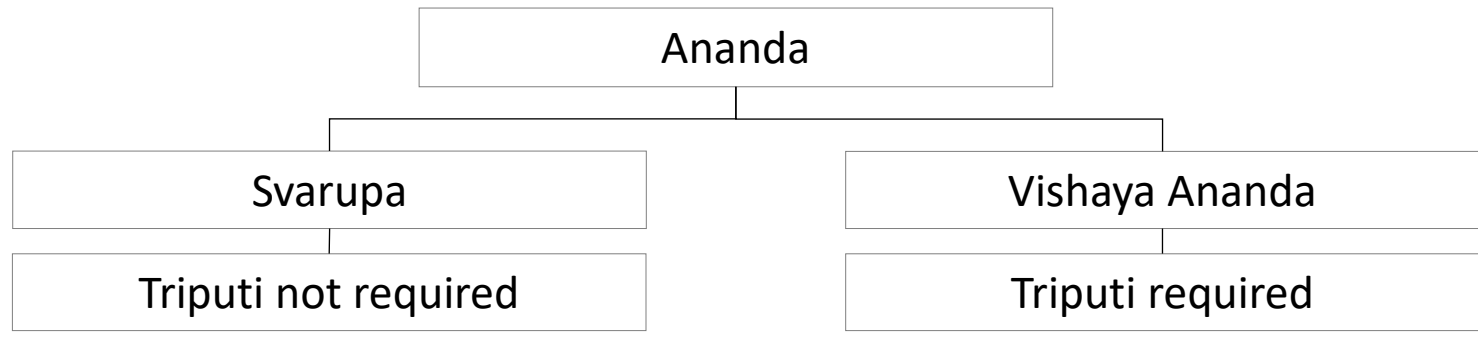 Ananda
Svarupa
Vishaya Ananda
Triputi not required
Triputi required